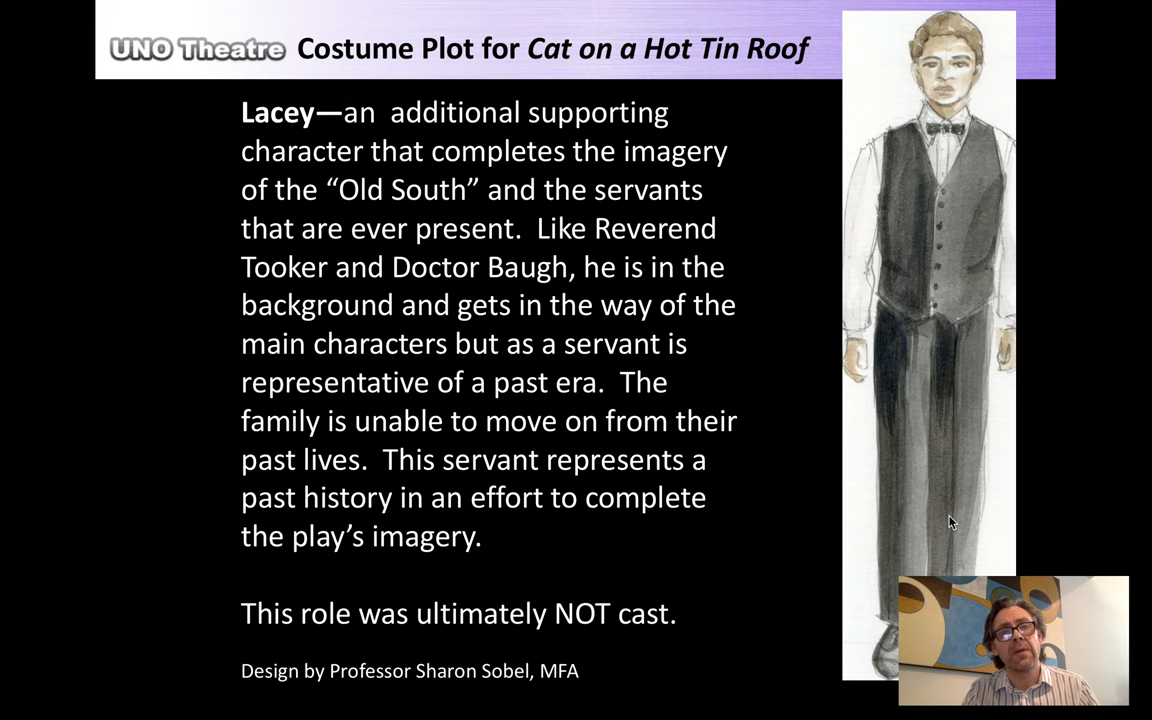 UNO Theatre Costume Plot for Cat on a Hot Tin Roof
Lacey—an  additional supporting
character that completes the imagery
of the “Old South” and the servants
that are ever present.  Like Reverend
Tooker and Doctor Baugh, he is in the
background and gets in the way of the
main characters but as a servant is
representative of a past era.  The
family is unable to move on from their
past lives.  This servant represents a
past history in an effort to complete
the play’s imagery.
This role was ultimately NOT cast.
Design by Professor Sharon Sobel, MFA